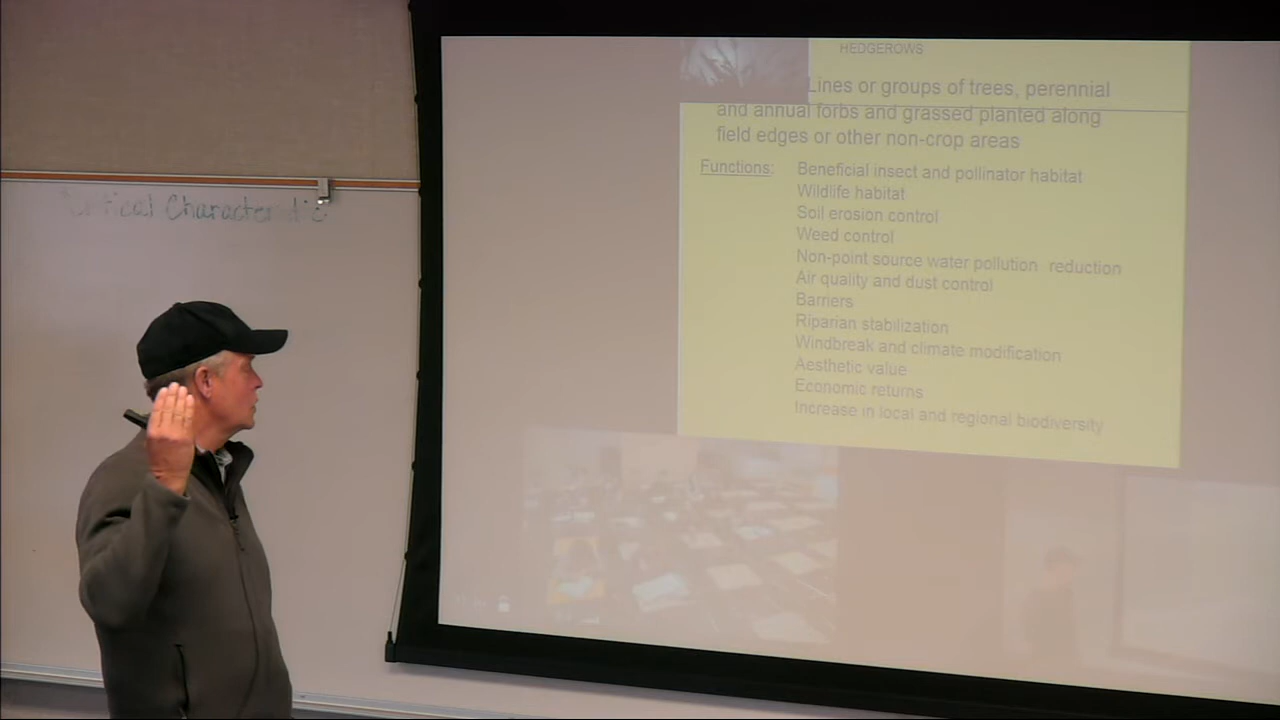 Critical Characteristic
HEDGEROWS
Lines or groups of trees, perennial
and annual forbs and grassed planted along
field edges or other non-crop areas
Functions: Beneficial insect and pollinator habitat
Wildlife habitat
Soil erosion control
Weed control
Non-point source water pollution reduction
Air quality and dust control
Barriers
Riparian stabilization
Windbreak and climate modification
Aesthetic value
Economic returns
Increase in local and regional biodiversity